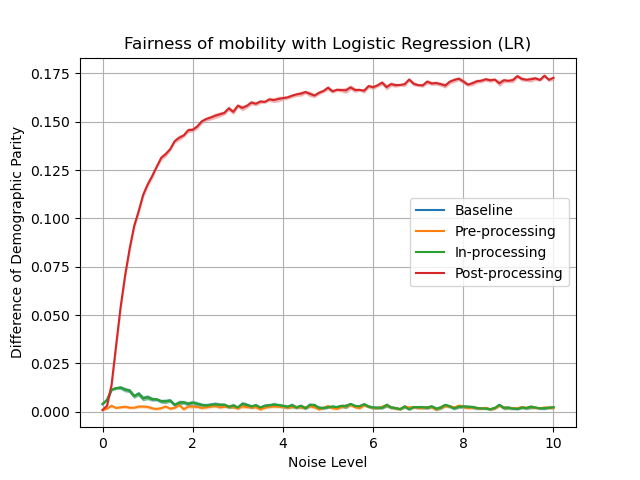 Fairness of mobility with Logistic Regression (LR)
0.175
0.150
0.125
0.100
0.075
0.050
0.025
0.000
Difference of Demographic Parity
Baseline
Pre-processing
In-processing
Post-processing
0 2 4 6 8 10
Noise Level